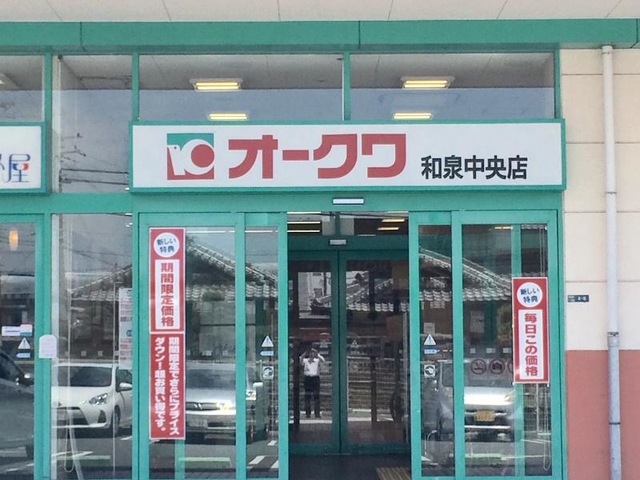 屋
オークワ 和泉中央店
新しい
特典
期間限定価格
期間限定でさらにプライス
ダウン!超お買い得です。
新しい
特典
毎日この価格